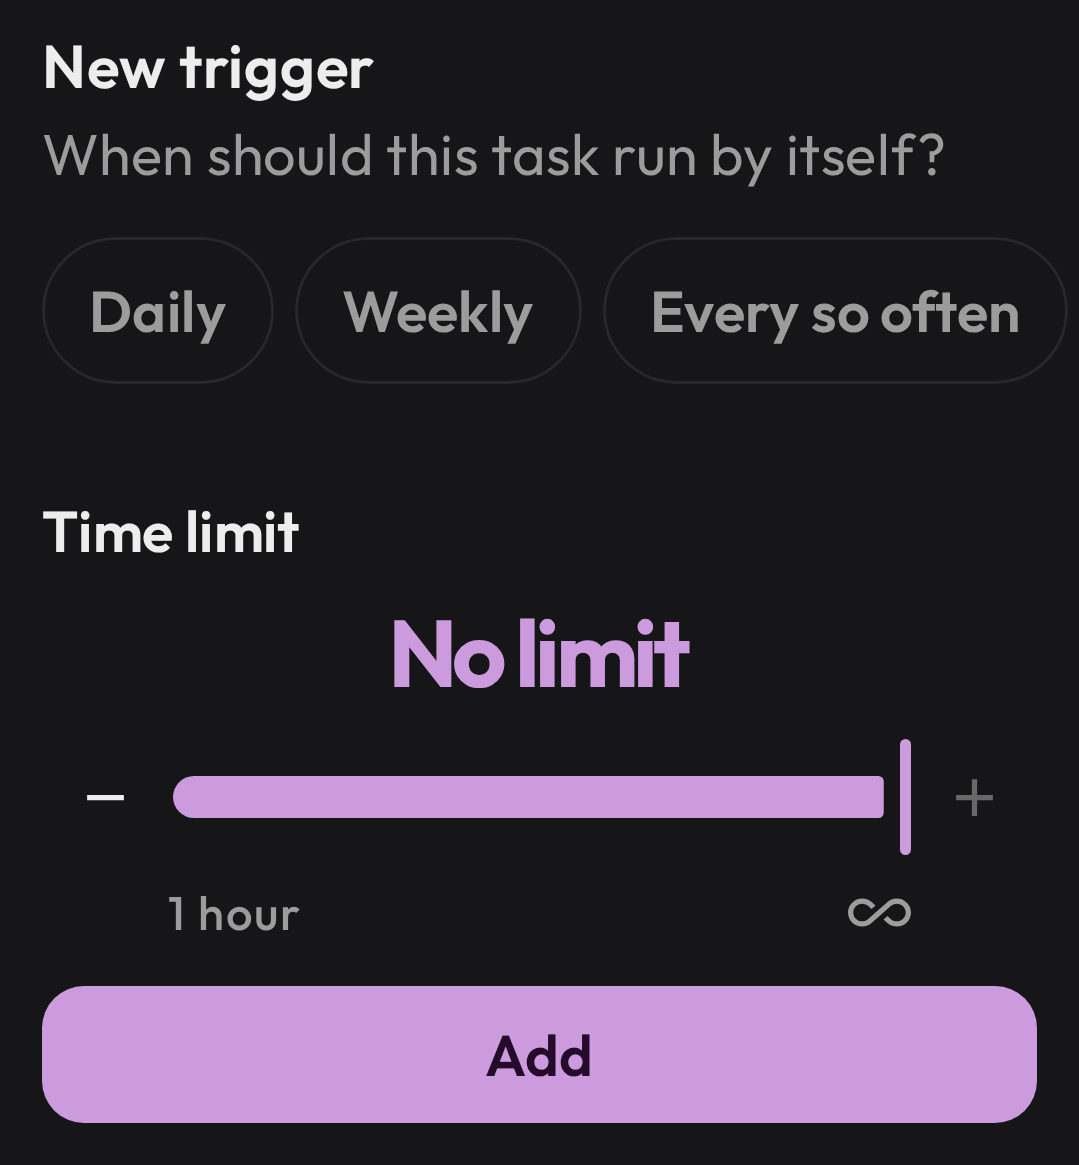 New trigger
When should this task run by itself?
Daily Weekly Every so often
Time limit
No limit
− +
1 hour ∞
Add